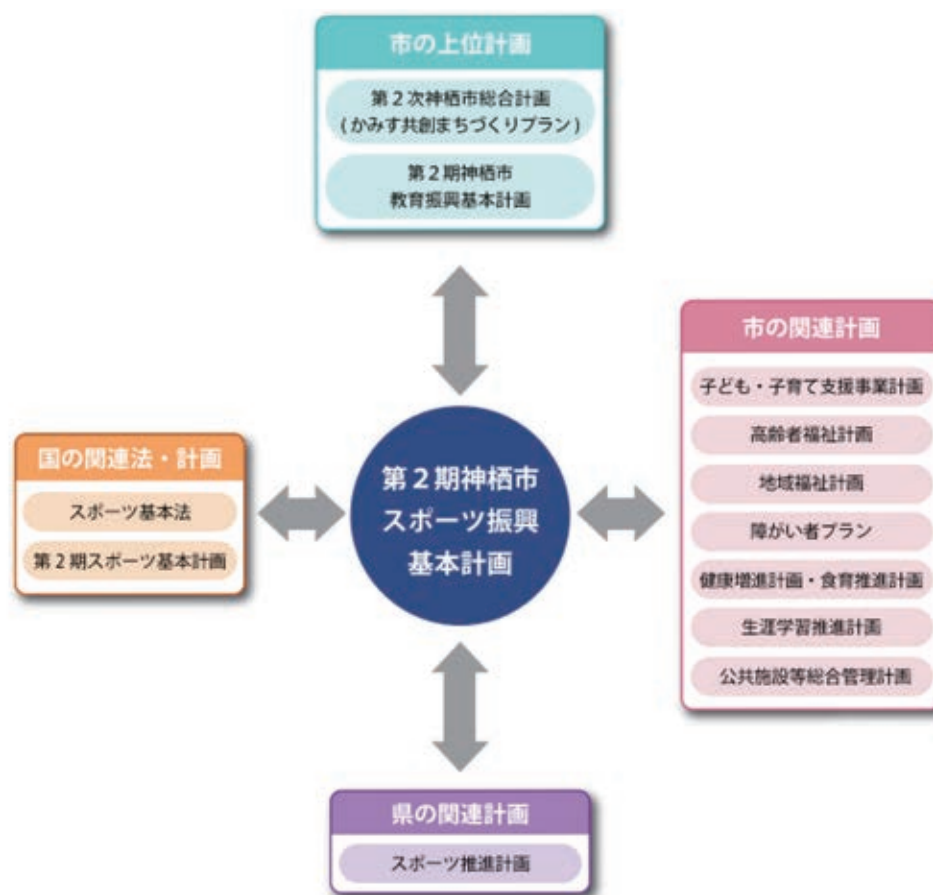 市の上位計画
第２次神栖市総合計画
(かみす共創まちづくりプラン)
第２期神栖市
教育振興基本計画
国の関連法・計画
スポーツ基本法
第２期スポーツ基本計画
第２期神栖市
スポーツ振興
基本計画
市の関連計画
子ども・子育て支援事業計画
高齢者福祉計画
地域福祉計画
障がい者プラン
健康増進計画・食育推進計画
生涯学習推進計画
公共施設等総合管理計画
県の関連計画
スポーツ推進計画